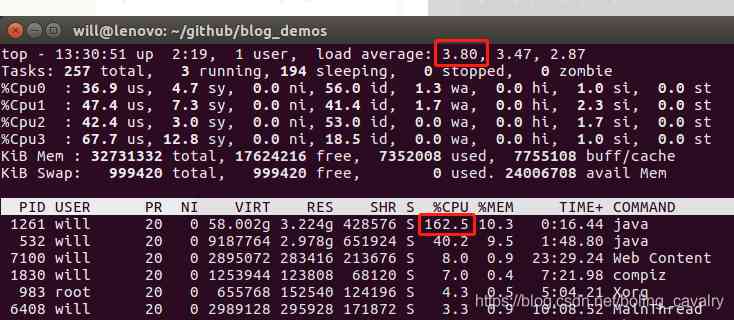 will@lenovo: ~/github/blog_demos
top - 13:30:51 up  2:19,  1 user,  load average: 3.80, 3.47, 2.87
Tasks: 257 total,   3 running, 194 sleeping,   0 stopped,   0 zombie
%Cpu0  : 36.9 us,  4.7 sy,  0.0 ni, 56.0 id,  1.3 wa,  0.0 hi,  1.0 si,  0.0 st
%Cpu1  : 47.4 us,  7.3 sy,  0.0 ni, 41.4 id,  1.7 wa,  0.0 hi,  2.3 si,  0.0 st
%Cpu2  : 42.4 us,  3.0 sy,  0.0 ni, 53.0 id,  0.0 wa,  0.0 hi,  1.7 si,  0.0 st
%Cpu3  : 67.7 us, 12.8 sy,  0.0 ni, 18.5 id,  0.0 wa,  0.0 hi,  1.0 si,  0.0 st
KiB Mem : 32731332 total, 17624216 free,  7352008 used,  7755108 buff/cache
KiB Swap:   999420 total,   999420 free,        0 used. 24006708 avail Mem
PID USER      PR  NI    VIRT    RES    SHR S  %CPU %MEM     TIME+ COMMAND
1261 will      20   0 58.002g 3.224g 428576 S 162.5 10.3   0:16.44 java
532 will      20   0 9187764 2.978g 651924 S  40.2  9.5   1:48.80 java
7100 will      20   0 2895072 283416 213676 S   8.0  0.9  23:29.24 Web Content
1830 will      20   0 1253944 123808  68120 S   7.0  0.4   7:21.98 compiz
983 root      20   0  655768 152540 124196 S   4.3  0.5   5:04.21 Xorg
6408 will      20   0 2989128 295928 171872 S   3.3  0.9  10:08.52 MainThread
https://blog.csdn.net/boling_cavalry